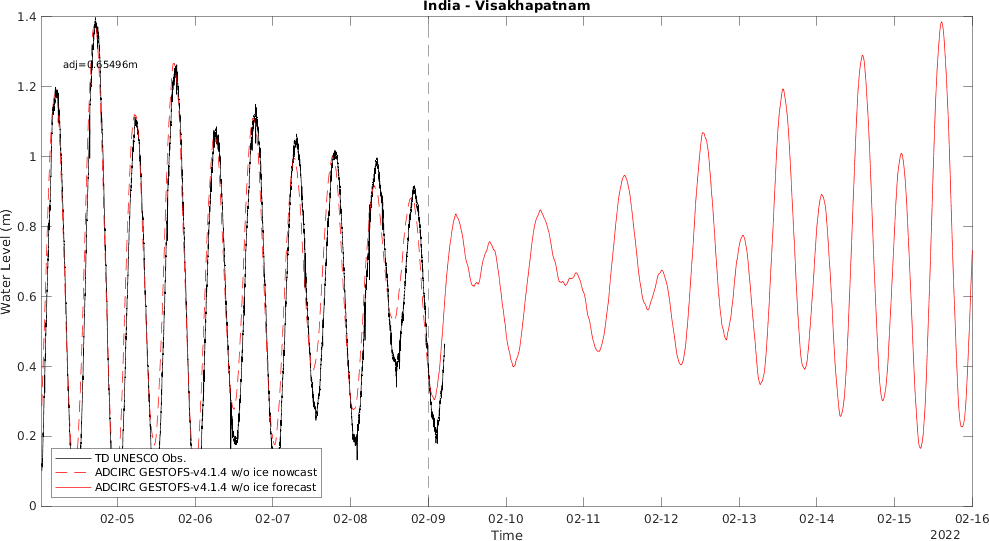 India - Visakhapatnam
adj=0.65496m
1.4
1.2
1
0.8
0.6
0.4
0.2
0
Water Level (m)
TD UNESCO Obs.
ADCIRC GESTOFS-v4.1.4 w/o ice nowcast
ADCIRC GESTOFS-v4.1.4 w/o ice forecast
02-05 02-06 02-07 02-08 02-09 02-10 02-11 02-12 02-13 02-14 02-15 02-16
Time
2022